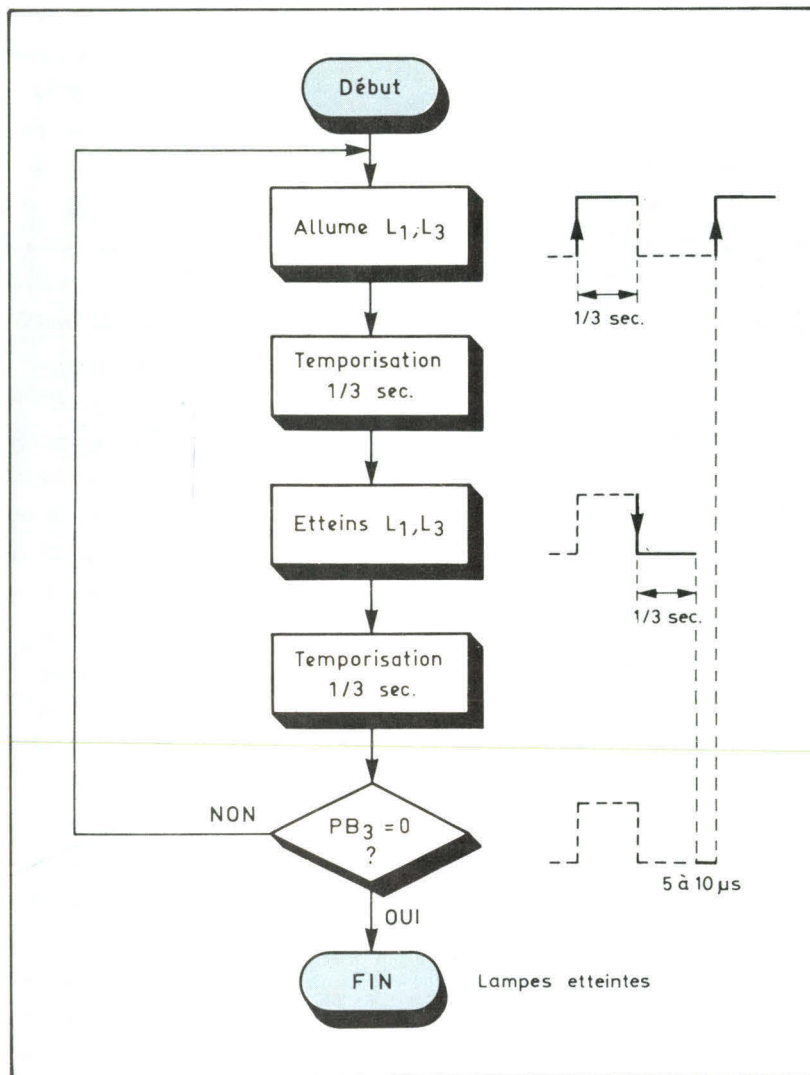 Début
Allume L1, L3
1/3 sec.
Temporisation
1/3 sec.
Etteins L1, L3
1/3 sec.
Temporisation
1/3 sec.
NON
PB3 = 0
?
5 à 10 µs
OUI
FIN
Lampes etteintes